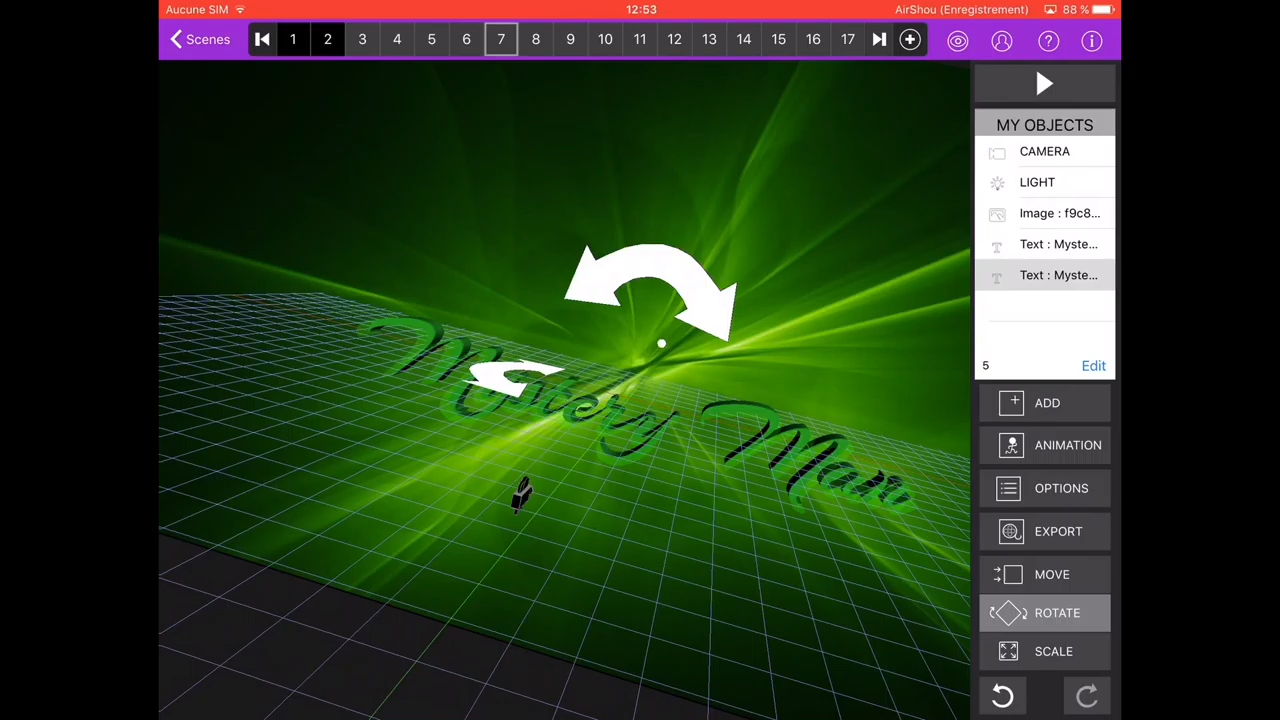 Aucune SIM 12:53 AirShou (Enregistrement) 88 %
Scenes 1 2 3 4 5 6 7 8 9 10 11 12 13 14 15 16 17
MY OBJECTS
CAMERA
LIGHT
Image : f9c8...
Text : Myste...
Text : Myste...
5 Edit
Mystery Man
ADD
ANIMATION
OPTIONS
EXPORT
MOVE
ROTATE
SCALE